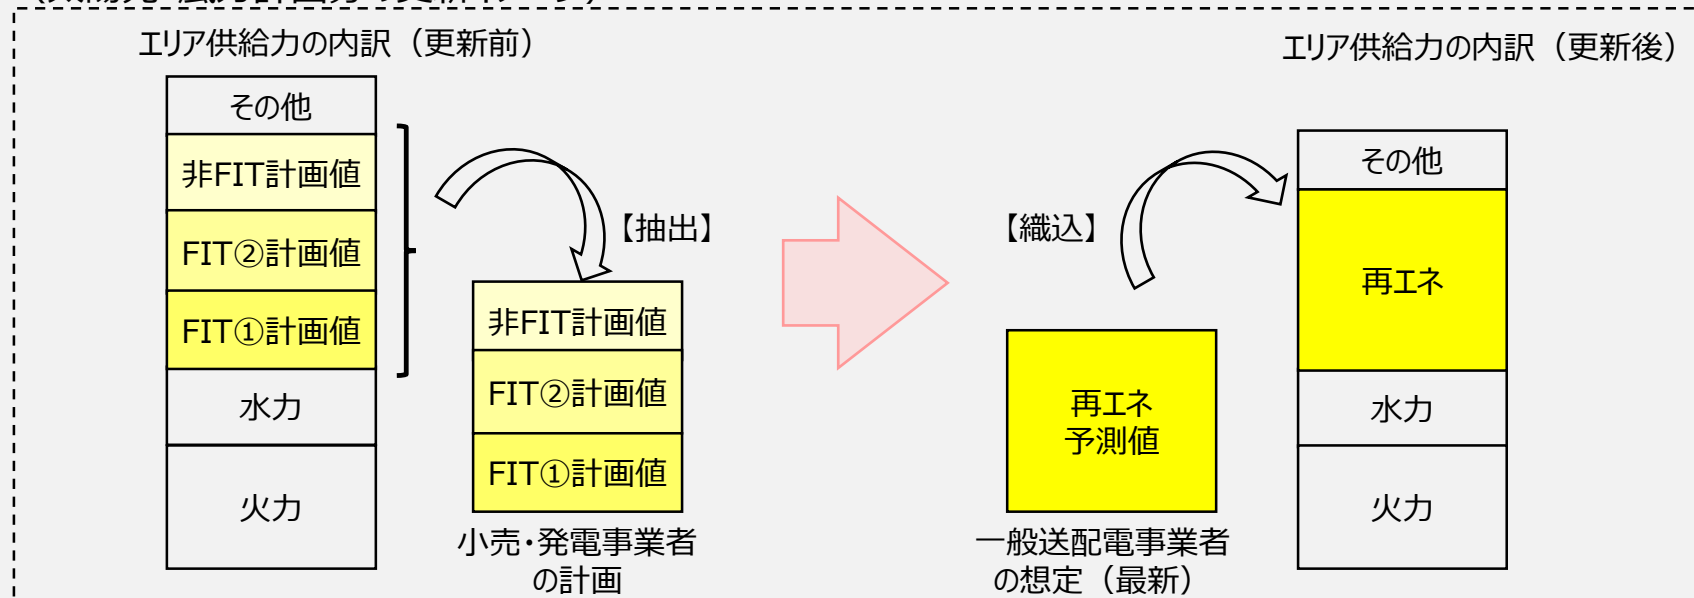 エリア供給力の内訳（更新前）
その他
非FIT計画値
FIT②計画値
FIT①計画値
水力
火力
【抽出】
非FIT計画値
FIT②計画値
FIT①計画値
小売・発電事業者
の計画
【織込】
再エネ
予測値
一般送配電事業者
の想定（最新）
エリア供給力の内訳（更新後）
その他
再エネ
水力
火力